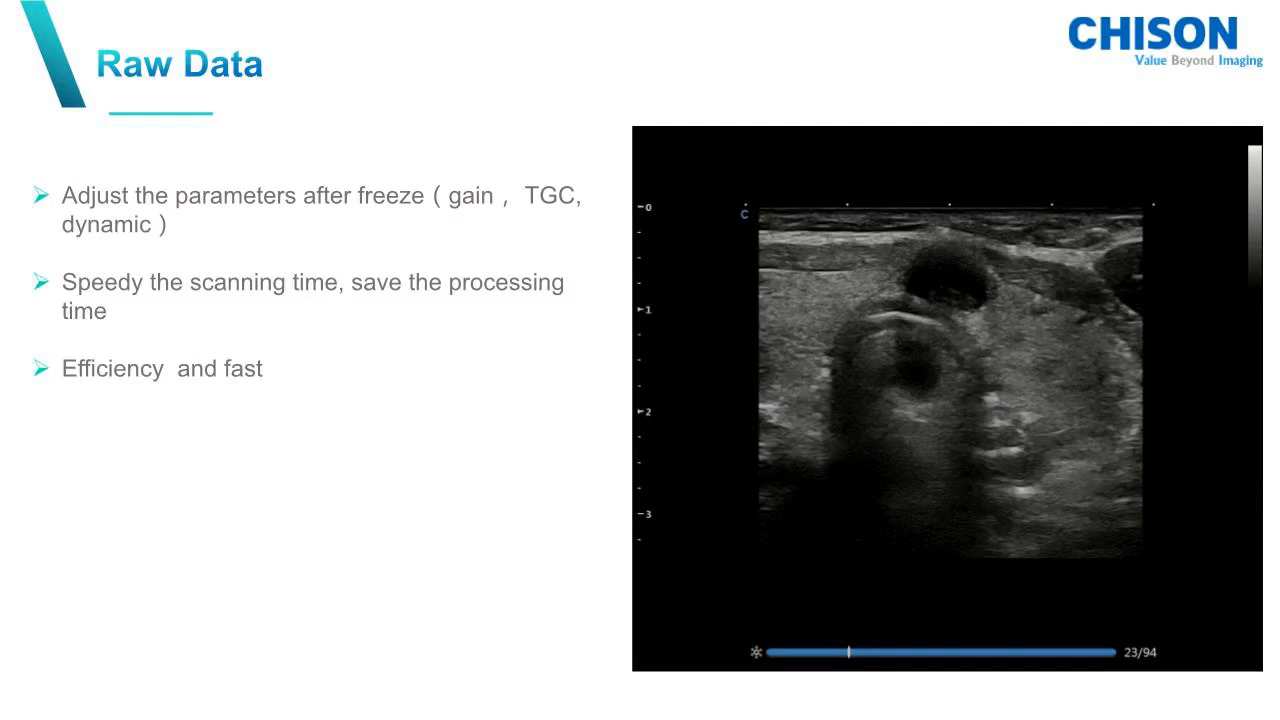 CHISON
Value Beyond Imaging
Raw Data
Adjust the parameters after freeze（gain， TGC,
dynamic）
Speedy the scanning time, save the processing
time
Efficiency and fast
0
C
1
2
3
23/94